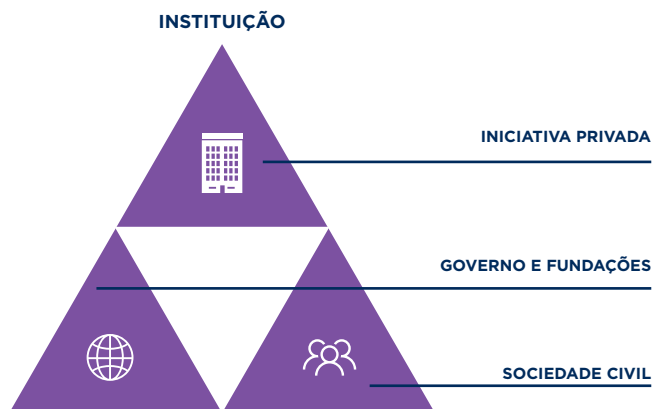 INSTITUIÇÃO
INICIATIVA PRIVADA
GOVERNO E FUNDAÇÕES
SOCIEDADE CIVIL